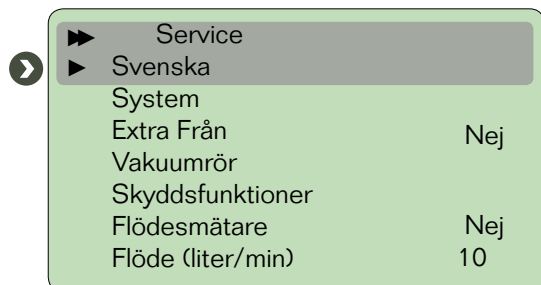 Service
Svenska
System
Extra Från Nej
Vakuumrör
Skyddsfunktioner
Flödesmätare Nej
Flöde (liter/min) 10